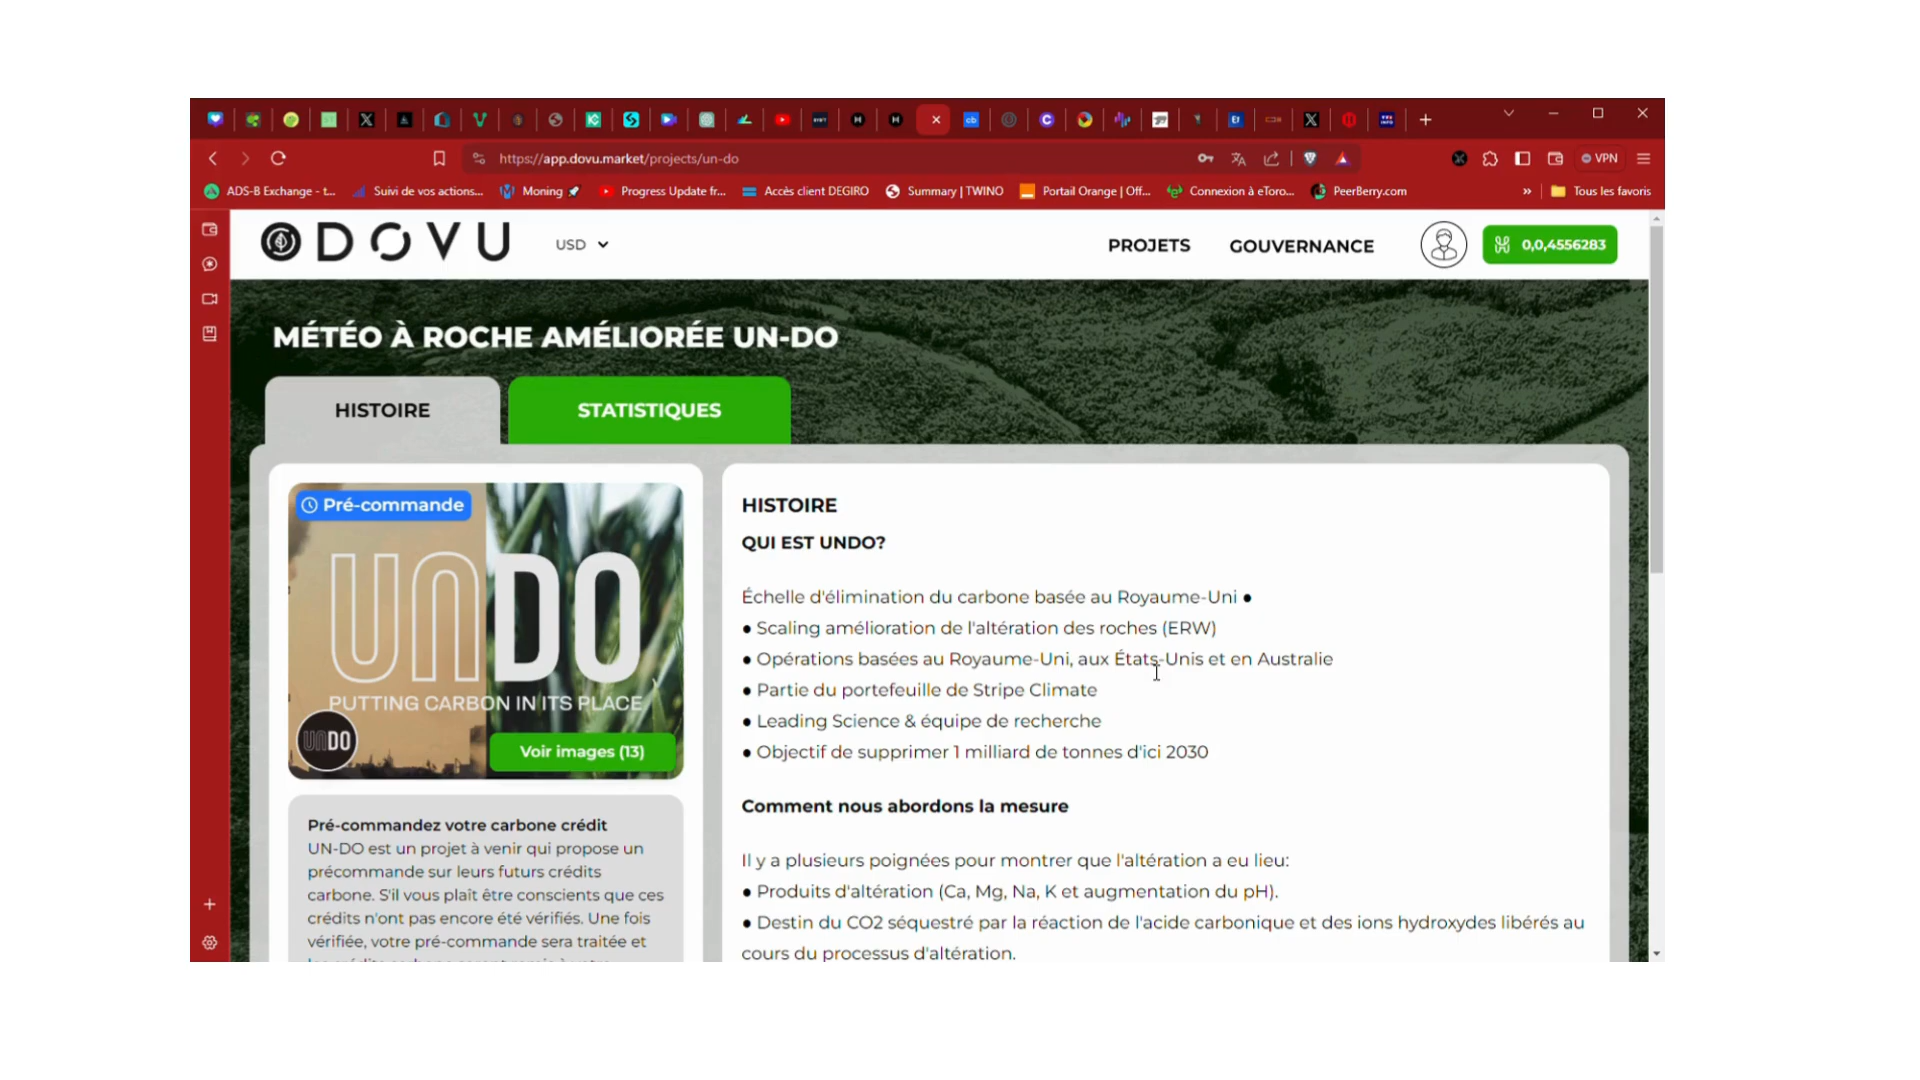 https://app.dovu.market/projects/un-do
VPN
ADS-B Exchange - t...
Suivi de vos actions...
Moning
Progress Update fr...
Accès client DEGIRO
Summary | TWINO
Portail Orange | Off...
Connexion à eToro...
PeerBerry.com
»
Tous les favoris
DOVU
USD
PROJETS
GOUVERNANCE
0,0,4556283
MÉTÉO À ROCHE AMÉLIORÉE UN-DO
HISTOIRE
STATISTIQUES
Pré-commande
UNDO
PUTTING CARBON IN ITS PLACE
UNDO
Voir images (13)
Pré-commandez votre carbone crédit
UN-DO est un projet à venir qui propose un
précommande sur leurs futurs crédits
carbone. S'il vous plaît être conscients que ces
crédits n'ont pas encore été vérifiés. Une fois
vérifiée, votre pré-commande sera traitée et
HISTOIRE
QUI EST UNDO?
Échelle d'élimination du carbone basée au Royaume-Uni ●
● Scaling amélioration de l'altération des roches (ERW)
● Opérations basées au Royaume-Uni, aux États-Unis et en Australie
● Partie du portefeuille de Stripe Climate
● Leading Science & équipe de recherche
● Objectif de supprimer 1 milliard de tonnes d'ici 2030
Comment nous abordons la mesure
Il y a plusieurs poignées pour montrer que l'altération a eu lieu:
● Produits d'altération (Ca, Mg, Na, K et augmentation du pH).
● Destin du CO2 séquestré par la réaction de l'acide carbonique et des ions hydroxydes libérés au
cours du processus d'altération.